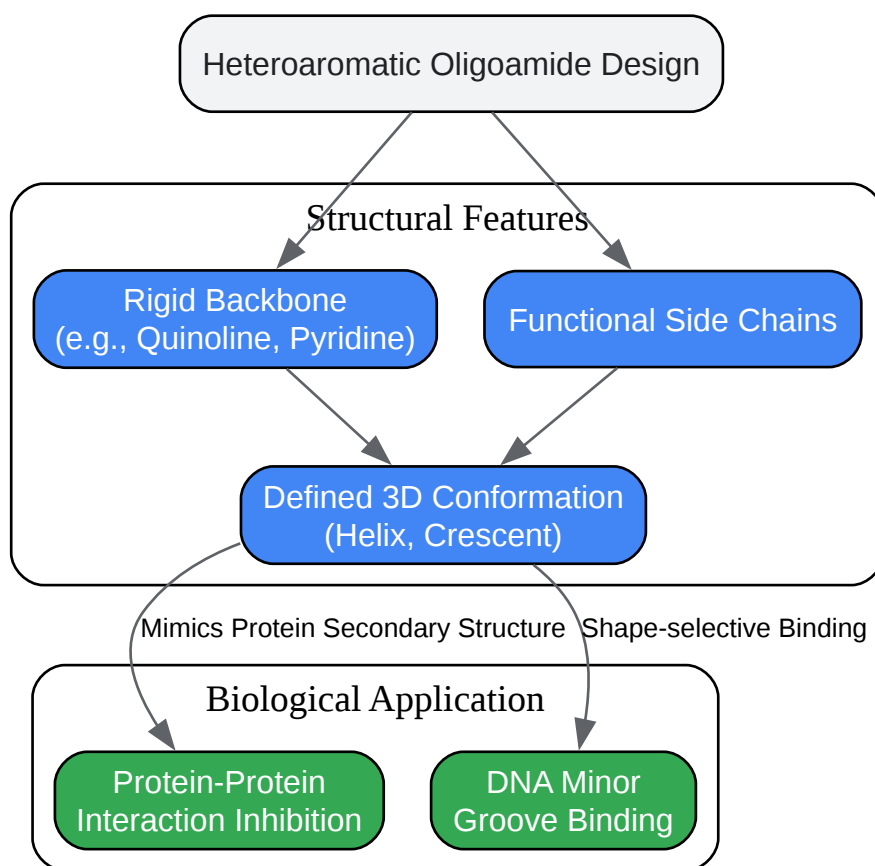 Heteroaromatic Oligoamide Design
Structural Features
Rigid Backbone
(e.g., Quinoline, Pyridine)
Functional Side Chains
Defined 3D Conformation
(Helix, Crescent)
Mimics Protein Secondary Structure
Shape-selective Binding
Biological Application
Protein-Protein
Interaction Inhibition
DNA Minor
Groove Binding